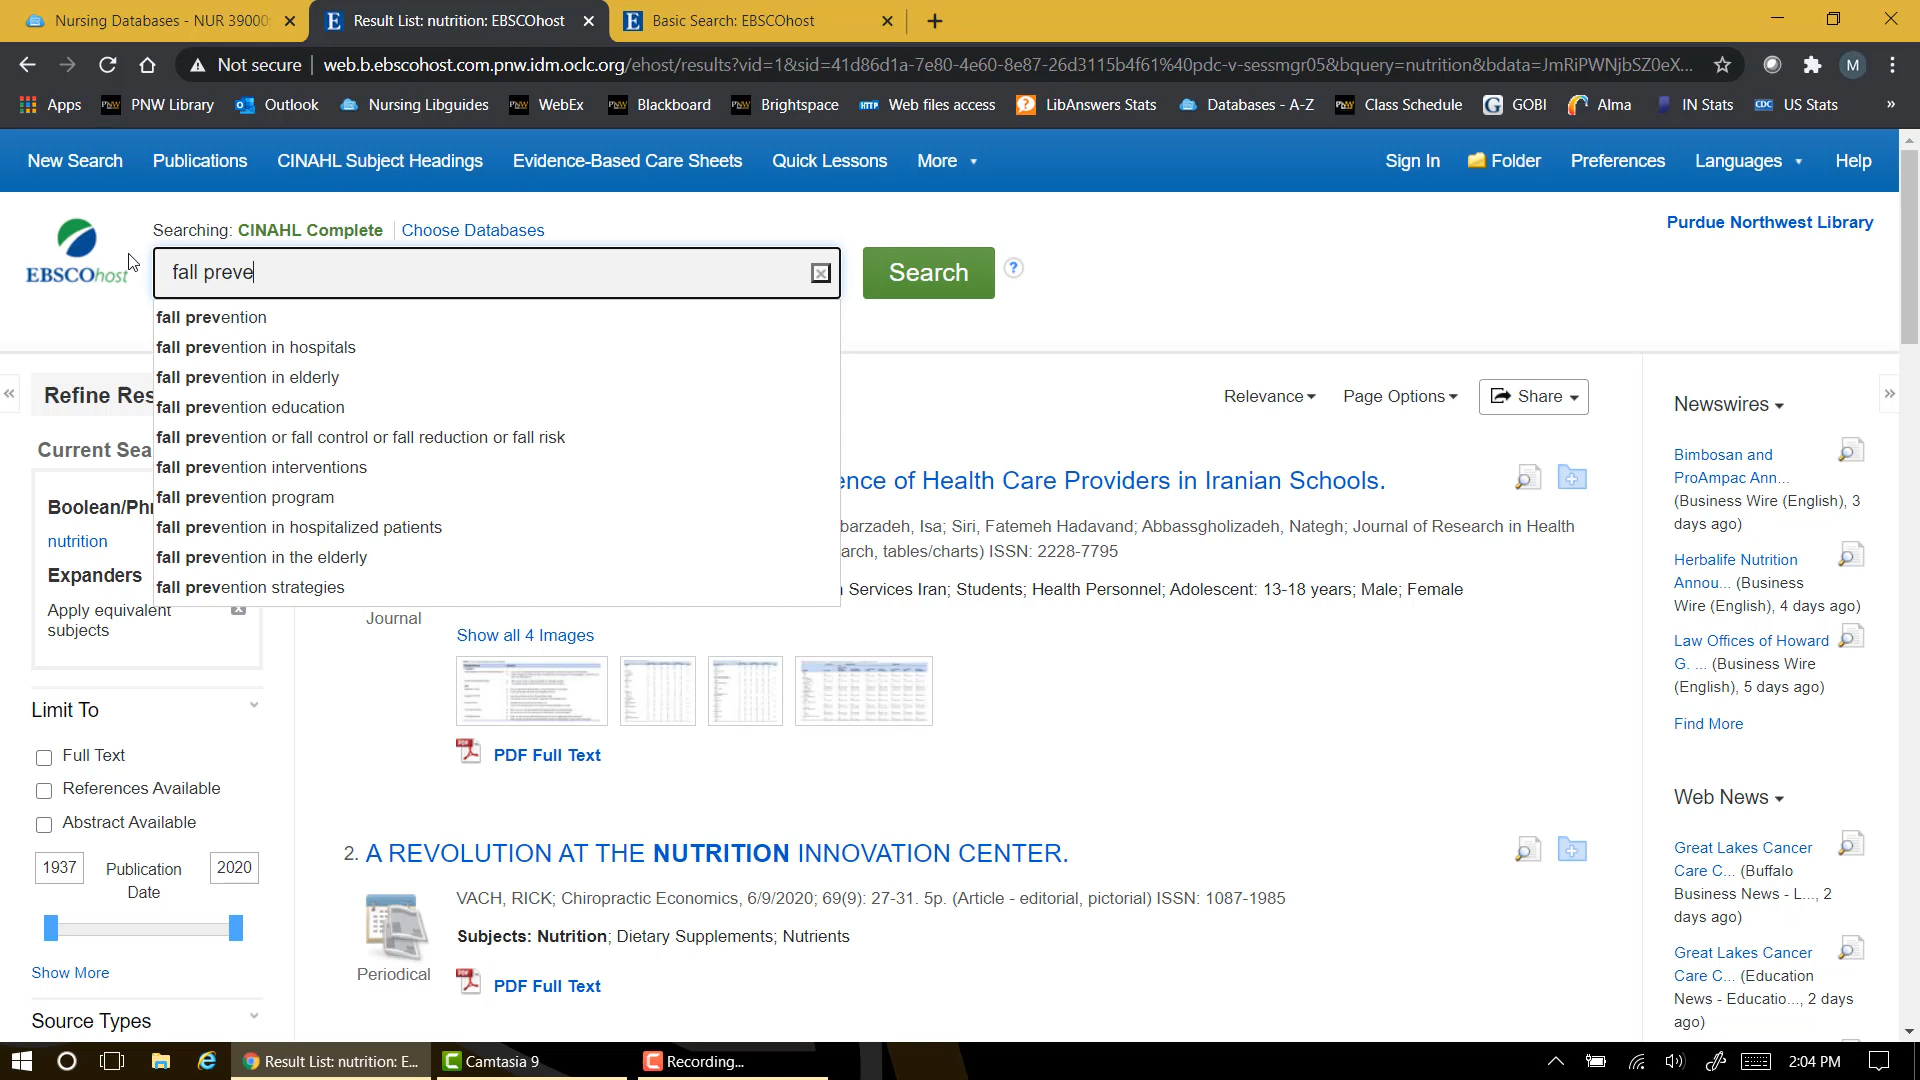 Nursing Databases - NUR 39000
Result List: nutrition: EBSCOhost
Basic Search: EBSCOhost
Not secure
web.b.ebscohost.com.pnw.idm.oclc.org/ehost/results?vid=1&sid=41d86d1a-7e80-4e60-8e87-26d3115b4f61%40pdc-v-sessmgr05&bquery=nutrition&bdata=JmRiPWNjbSZ0eX...
M
Apps
PNW Library
Outlook
Nursing Libguides
WebEx
Blackboard
Brightspace
Web files access
LibAnswers Stats
Databases - A-Z
Class Schedule
GOBI
Alma
IN Stats
US Stats
»
New Search
Publications
CINAHL Subject Headings
Evidence-Based Care Sheets
Quick Lessons
More
Sign In
Folder
Preferences
Languages
Help
EBSCOhost
Searching: CINAHL Complete
Choose Databases
Purdue Northwest Library
fall preve
Search
?
fall prevention
fall prevention in hospitals
fall prevention in elderly
fall prevention education
fall prevention or fall control or fall reduction or fall risk
fall prevention interventions
fall prevention program
fall prevention in hospitalized patients
fall prevention in the elderly
fall prevention strategies
«
Refine Res
Current Sea
Boolean/Phr
nutrition
Expanders
Apply equivalent
subjects
Limit To
Full Text
References Available
Abstract Available
1937
Publication
Date
2020
Show More
Source Types
Relevance
Page Options
Share
ence of Health Care Providers in Iranian Schools.
barzadeh, Isa; Siri, Fatemeh Hadavand; Abbassgholizadeh, Nategh; Journal of Research in Health
arch, tables/charts) ISSN: 2228-7795
Services Iran; Students; Health Personnel; Adolescent: 13-18 years; Male; Female
Journal
Show all 4 Images
PDF Full Text
2. A REVOLUTION AT THE NUTRITION INNOVATION CENTER.
VACH, RICK; Chiropractic Economics, 6/9/2020; 69(9): 27-31. 5p. (Article - editorial, pictorial) ISSN: 1087-1985
Subjects: Nutrition; Dietary Supplements; Nutrients
Periodical
PDF Full Text
»
Newswires
Bimbosan and
ProAmpac Ann...
(Business Wire (English), 3
days ago)
Herbalife Nutrition
Annou... (Business
Wire (English), 4 days ago)
Law Offices of Howard
G. ... (Business Wire
(English), 5 days ago)
Find More
Web News
Great Lakes Cancer
Care C... (Buffalo
Business News - L..., 2
days ago)
Great Lakes Cancer
Care C... (Education
News - Educatio..., 2 days
ago)
Result List: nutrition: E...
Camtasia 9
Recording...
2:04 PM